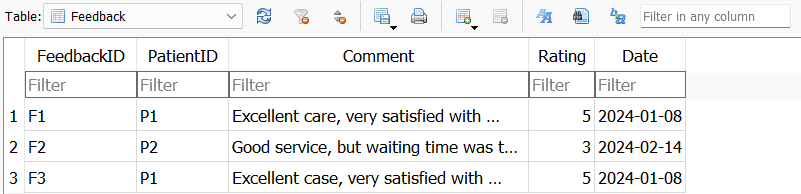 Table: Feedback Filter in any column
FeedbackID PatientID Comment Rating Date
Filter Filter Filter Filter Filter
1 F1 P1 Excellent care, very satisfied with ... 5 2024-01-08
2 F2 P2 Good service, but waiting time was t... 3 2024-02-14
3 F3 P1 Excellent case, very satisfied with ... 5 2024-01-08